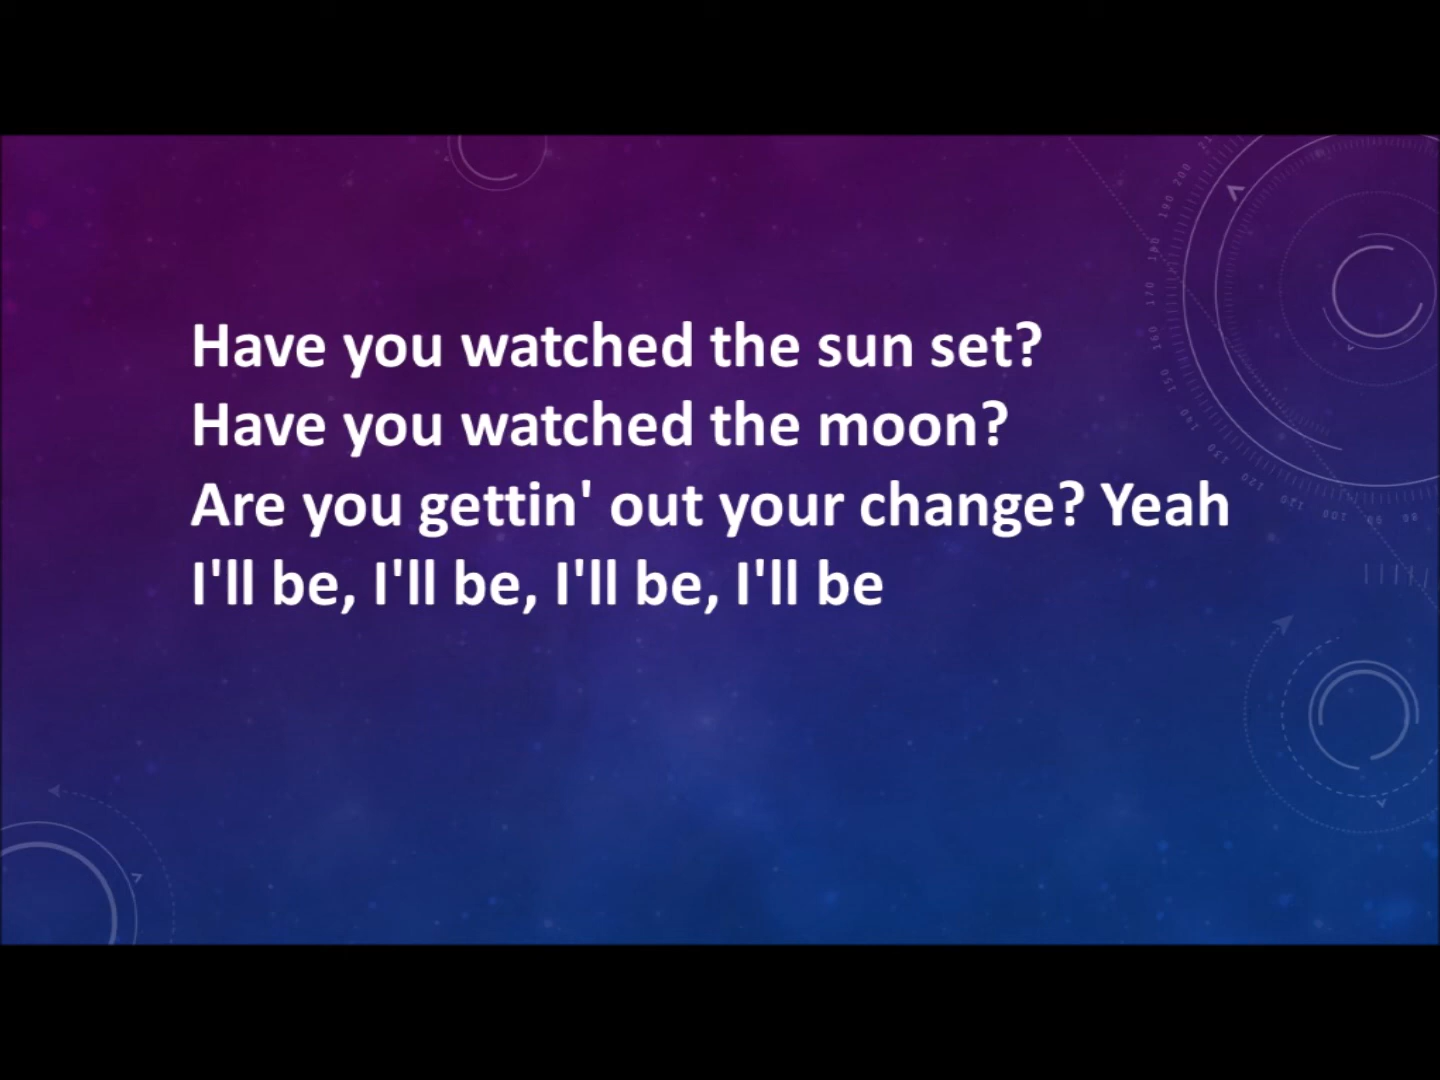 Have you watched the sun set?
Have you watched the moon?
Are you gettin' out your change? Yeah
I'll be, I'll be, I'll be, I'll be